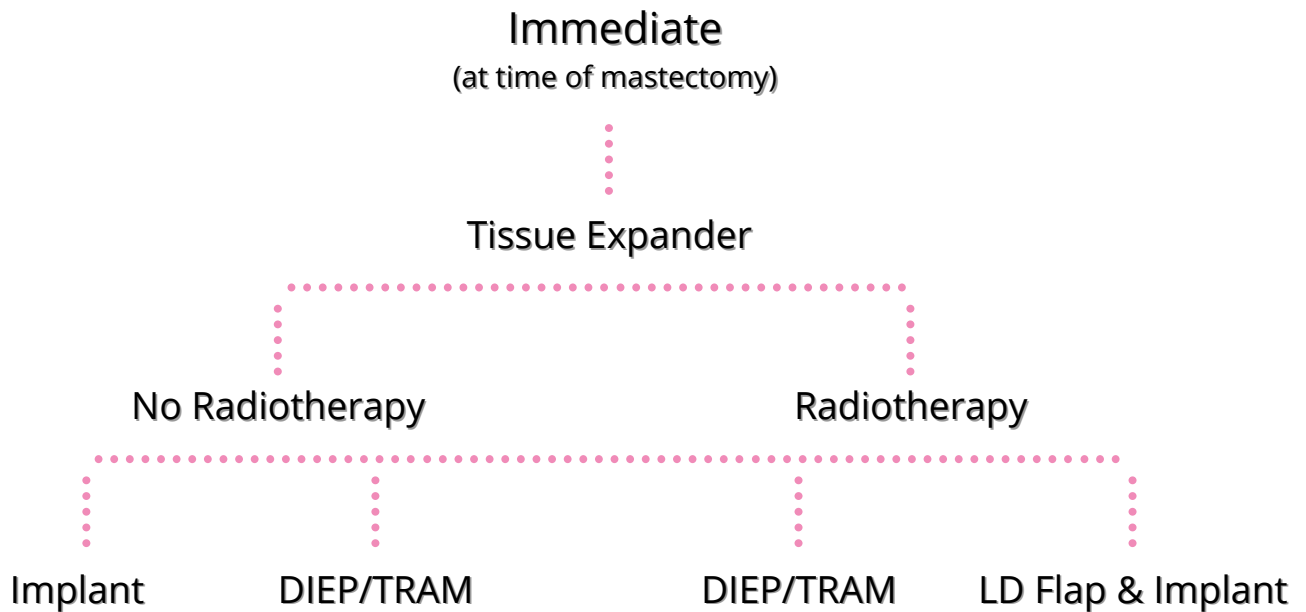 Immediate
(at time of mastectomy)
Tissue Expander
No Radiotherapy
Radiotherapy
Implant
DIEP/TRAM
DIEP/TRAM
LD Flap & Implant